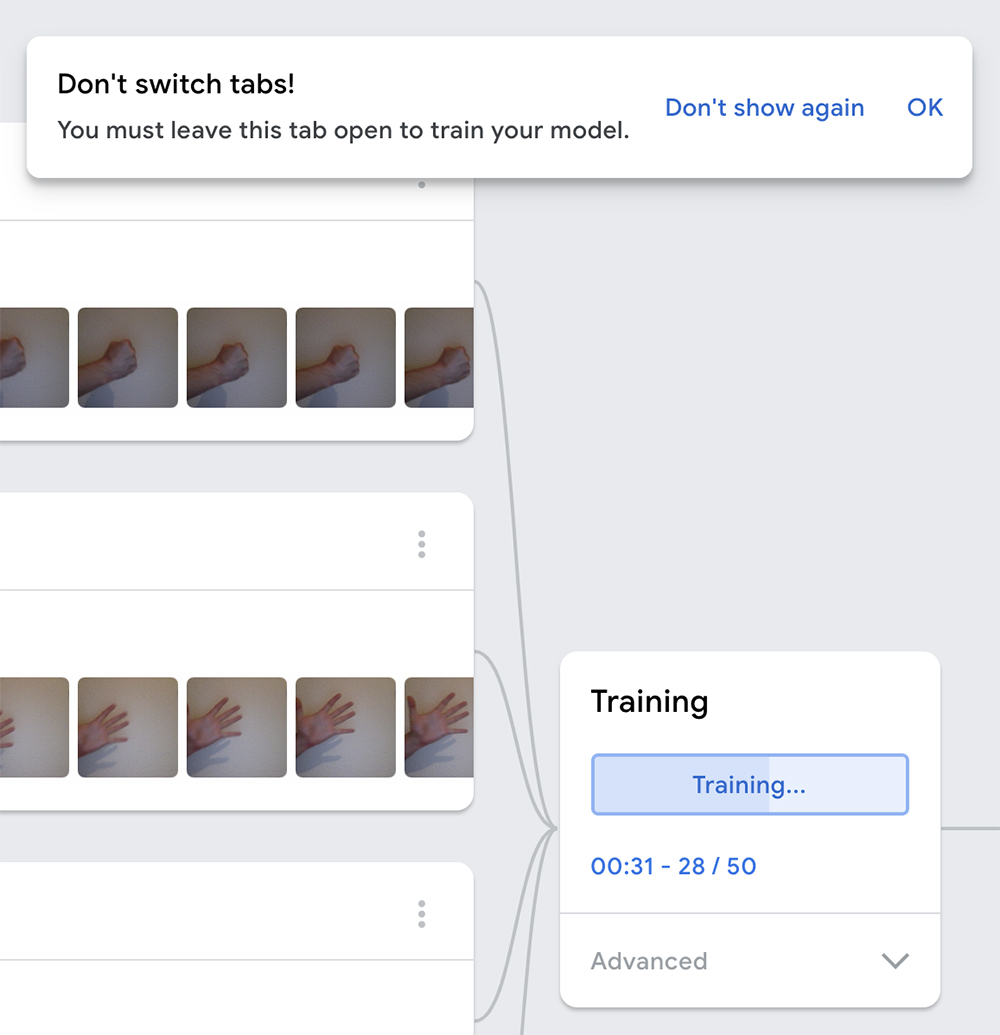 Don't switch tabs!
You must leave this tab open to train your model.
Don't show again
OK
Training
Training...
00:31 - 28 / 50
Advanced